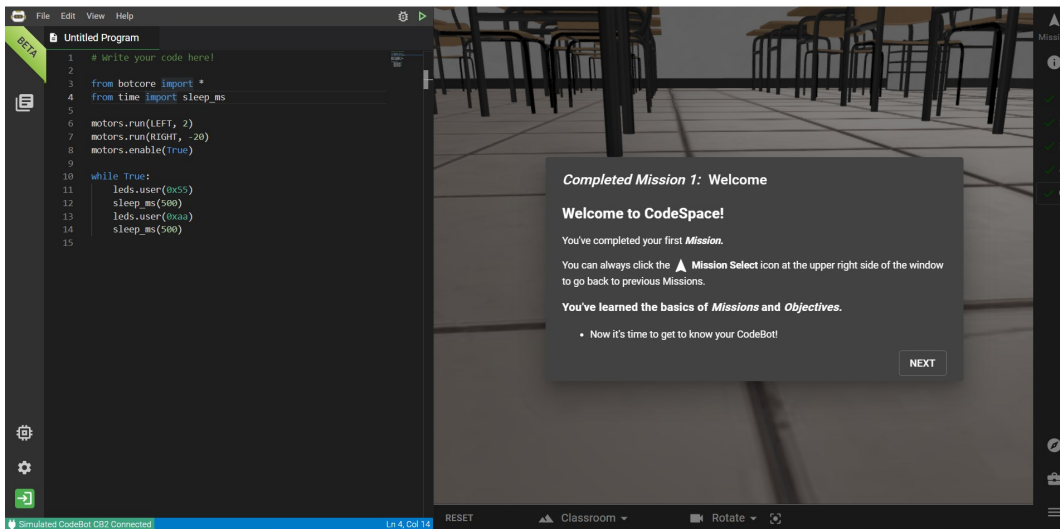 File Edit View Help
BETA
Untitled Program
1 # Write your code here!
2
3 from botcore import *
4 from time import sleep_ms
5
6 motors.run(LEFT, 2)
7 motors.run(RIGHT, -20)
8 motors.enable(True)
9
10 while True:
11 leds.user(0x55)
12 sleep_ms(500)
13 leds.user(0xaa)
14 sleep_ms(500)
15
Simulated CodeBot CB2 Connected
Ln 4, Col 14
Missi
Completed Mission 1: Welcome
Welcome to CodeSpace!
You've completed your first Mission.
You can always click the Mission Select icon at the upper right side of the window
to go back to previous Missions.
You've learned the basics of Missions and Objectives.
• Now it's time to get to know your CodeBot!
NEXT
RESET
Classroom
Rotate